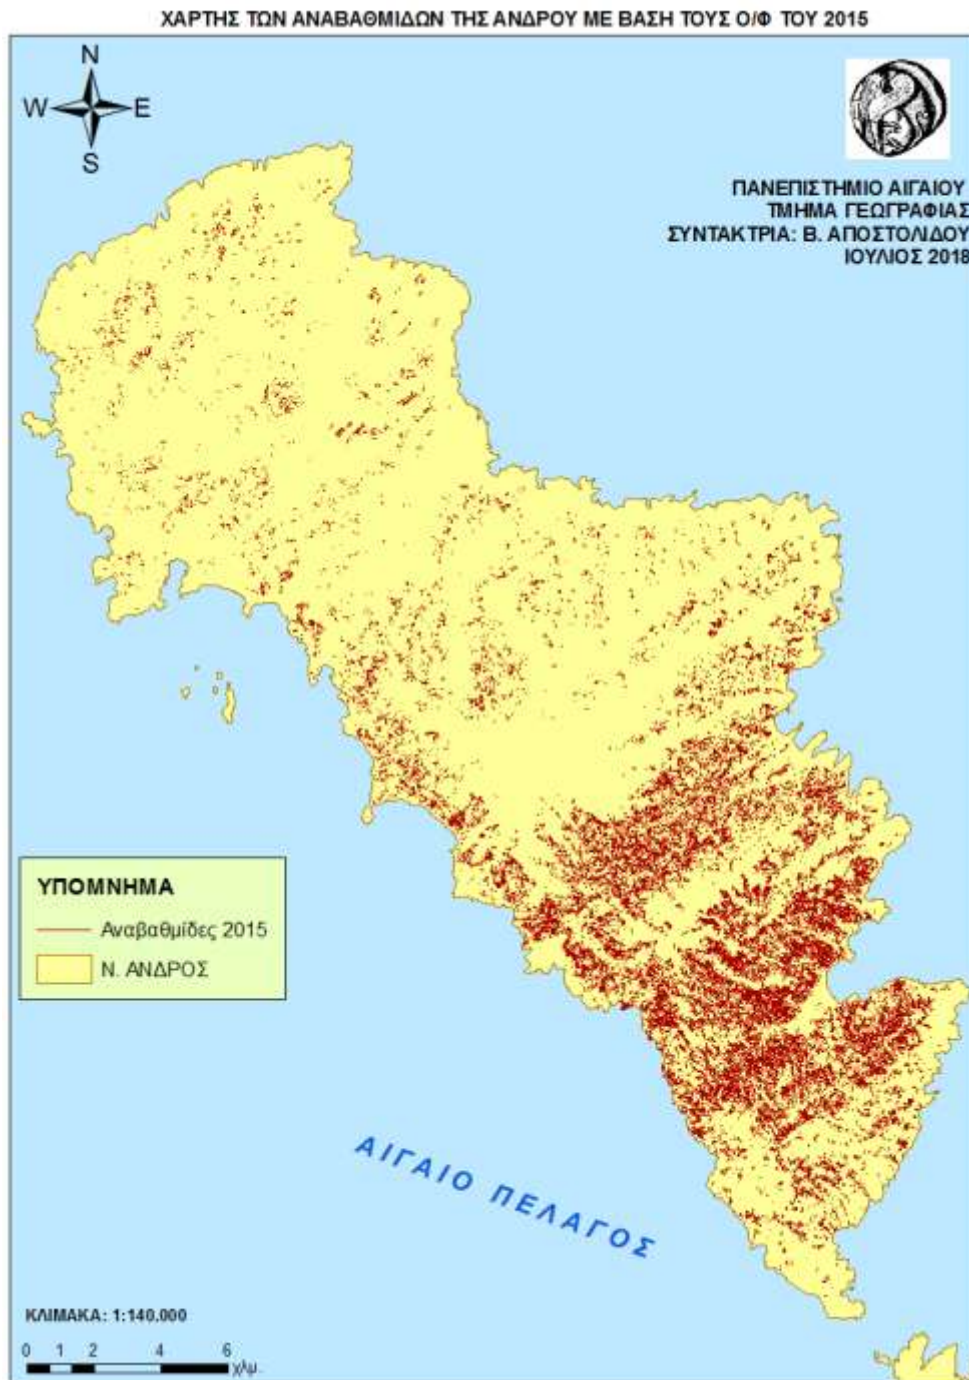 ΧΑΡΤΗΣ ΤΩΝ ΑΝΑΒΑΘΜΙΔΩΝ ΤΗΣ ΑΝΔΡΟΥ ΜΕ ΒΑΣΗ ΤΟΥΣ Ο/Φ ΤΟΥ 2015
N
W E
S
ΠΑΝΕΠΙΣΤΗΜΙΟ ΑΙΓΑΙΟΥ
ΤΜΗΜΑ ΓΕΩΓΡΑΦΙΑΣ
ΣΥΝΤΑΚΤΡΙΑ: Β. ΑΠΟΣΤΟΛΙΔΟΥ
ΙΟΥΛΙΟΣ 2018
ΥΠΟΜΝΗΜΑ
Αναβαθμίδες 2015
Ν. ΑΝΔΡΟΣ
ΑΙΓΑΙΟ ΠΕΛΑΓΟΣ
ΚΛΙΜΑΚΑ: 1:140.000
0 1 2 4 6
χλμ.